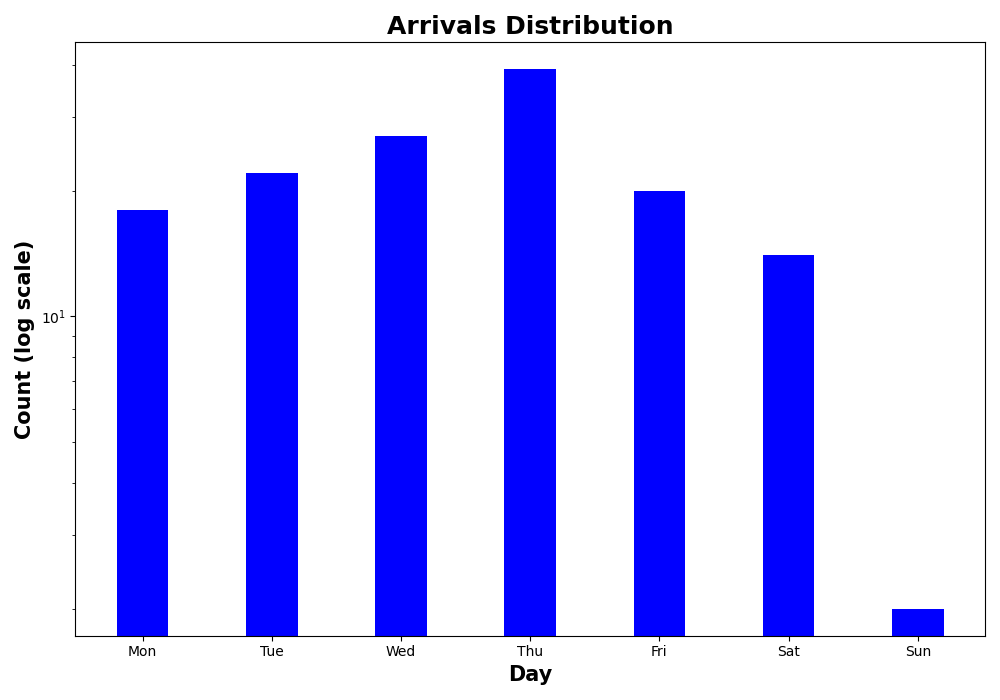 Arrivals Distribution
Count (log scale)
10¹
Mon Tue Wed Thu Fri Sat Sun
Day